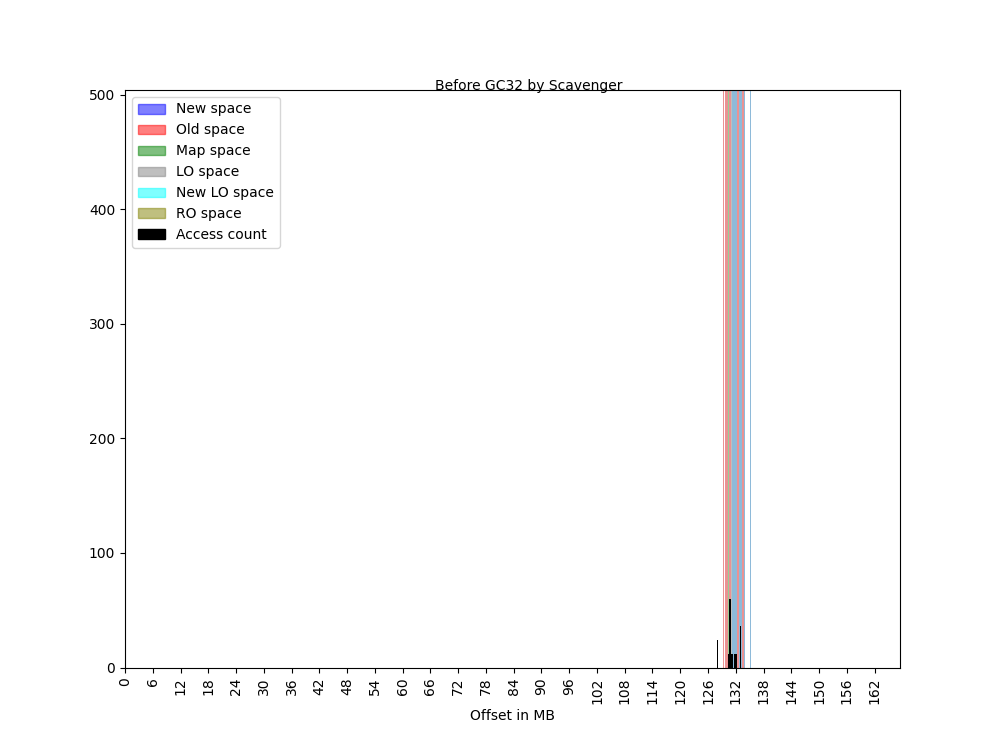 Before GC32 by Scavenger
500
400
300
200
100
0
New space
Old space
Map space
LO space
New LO space
RO space
Access count
0 6 12 18 24 30 36 42 48 54 60 66 72 78 84 90 96 102 108 114 120 126 132 138 144 150 156 162
Offset in MB